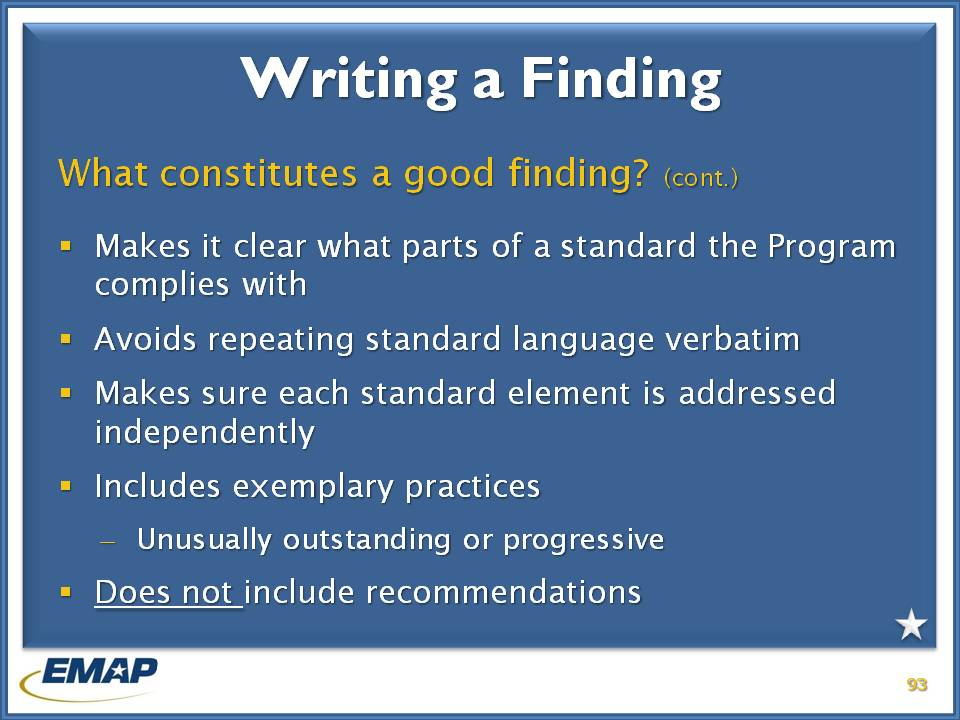 Writing a Finding
What constitutes a good finding? (cont.)
▪ Makes it clear what parts of a standard the Program
complies with
▪ Avoids repeating standard language verbatim
▪ Makes sure each standard element is addressed
independently
▪ Includes exemplary practices
– Unusually outstanding or progressive
▪ Does not include recommendations
EMAP
93